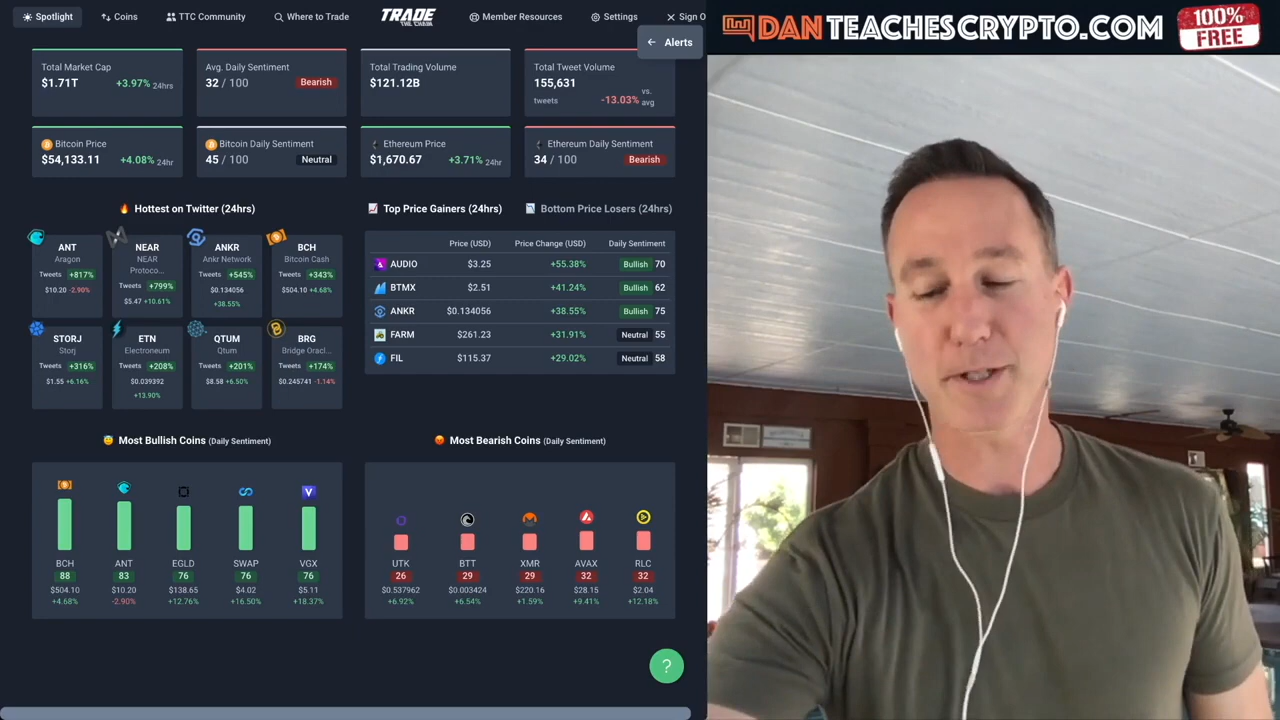 Spotlight Coins TTC Community Where to Trade TRADE THE CHAIN Member Resources Settings Sign O
Alerts
DANTEACHESCRYPTO.COM
100% FREE
Total Market Cap
$1.71T +3.97% 24hrs
Avg. Daily Sentiment
32 / 100 Bearish
Total Trading Volume
$121.12B
Total Tweet Volume
155,631
tweets -13.03% vs. avg
Bitcoin Price
$54,133.11 +4.08% 24hr
Bitcoin Daily Sentiment
45 / 100 Neutral
Ethereum Price
$1,670.67 +3.71% 24hr
Ethereum Daily Sentiment
34 / 100 Bearish
Hottest on Twitter (24hrs)
ANT
Aragon
Tweets +817%
$10.20 -2.90%
NEAR
NEAR
Protoco...
Tweets +799%
$5.47 +10.61%
ANKR
Ankr Network
Tweets +545%
$0.134056
+38.55%
BCH
Bitcoin Cash
Tweets +343%
$504.10 +4.68%
STORJ
Storj
Tweets +316%
$1.55 +6.16%
ETN
Electroneum
Tweets +208%
$0.039392
+13.90%
QTUM
Qtum
Tweets +201%
$8.58 +6.50%
BRG
Bridge Oracl...
Tweets +174%
$0.245741 -1.14%
Top Price Gainers (24hrs) Bottom Price Losers (24hrs)
Price (USD) Price Change (USD) Daily Sentiment
AUDIO $3.25 +55.38% Bullish 70
BTMX $2.51 +41.24% Bullish 62
ANKR $0.134056 +38.55% Bullish 75
FARM $261.23 +31.91% Neutral 55
FIL $115.37 +29.02% Neutral 58
Most Bullish Coins (Daily Sentiment)
BCH ANT EGLD SWAP VGX
88 83 76 76 76
$504.10 $10.20 $138.65 $4.02 $5.11
+4.68% -2.90% +12.76% +16.50% +18.37%
Most Bearish Coins (Daily Sentiment)
UTK BTT XMR AVAX RLC
26 29 29 32 32
$0.537962 $0.003424 $220.16 $28.15 $2.04
+6.92% +6.54% +1.59% +9.41% +12.18%
?